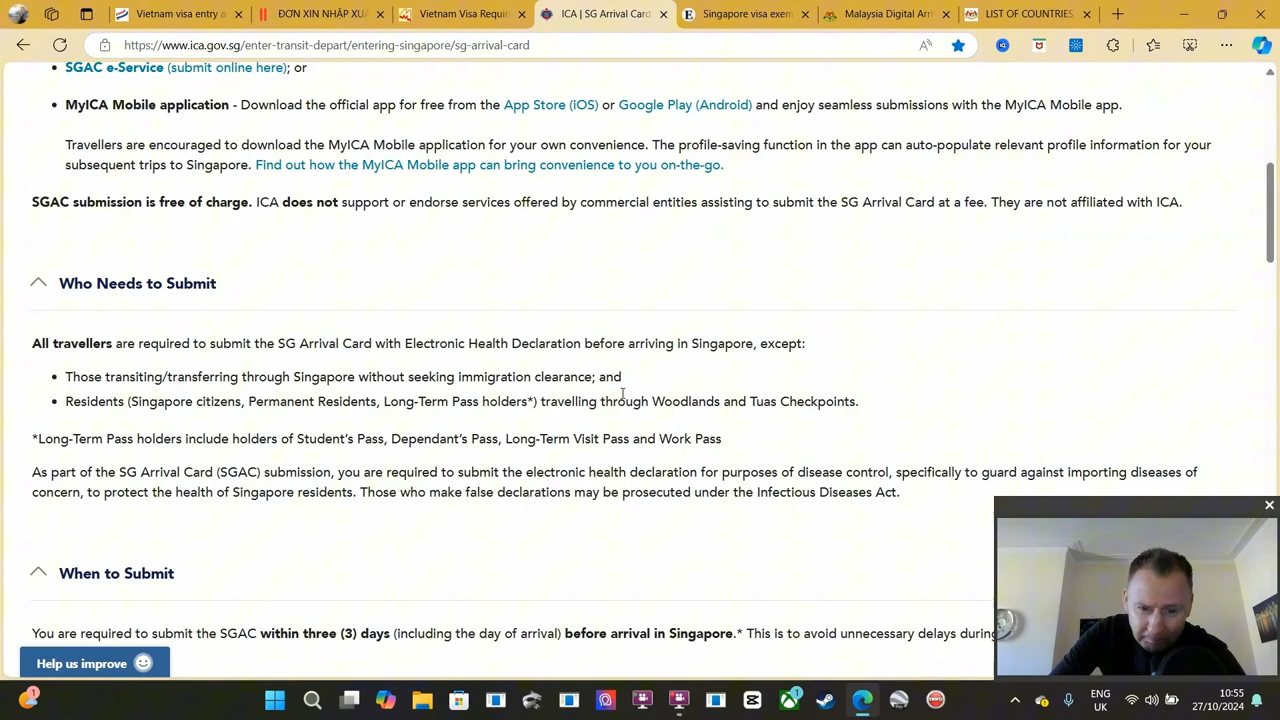 Vietnam visa entry a
ĐƠN XIN NHẬP XUẤ
Vietnam Visa Requir
ICA | SG Arrival Card
Singapore visa exem
Malaysia Digital Arri
LIST OF COUNTRIES
https://www.ica.gov.sg/enter-transit-depart/entering-singapore/sg-arrival-card
SGAC e-Service (submit online here); or
MyICA Mobile application - Download the official app for free from the App Store (iOS) or Google Play (Android) and enjoy seamless submissions with the MyICA Mobile app.
Travellers are encouraged to download the MyICA Mobile application for your own convenience. The profile-saving function in the app can auto-populate relevant profile information for your
subsequent trips to Singapore. Find out how the MyICA Mobile app can bring convenience to you on-the-go.
SGAC submission is free of charge. ICA does not support or endorse services offered by commercial entities assisting to submit the SG Arrival Card at a fee. They are not affiliated with ICA.
Who Needs to Submit
All travellers are required to submit the SG Arrival Card with Electronic Health Declaration before arriving in Singapore, except:
Those transiting/transferring through Singapore without seeking immigration clearance; and
Residents (Singapore citizens, Permanent Residents, Long-Term Pass holders*) travelling through Woodlands and Tuas Checkpoints.
*Long-Term Pass holders include holders of Student's Pass, Dependant's Pass, Long-Term Visit Pass and Work Pass
As part of the SG Arrival Card (SGAC) submission, you are required to submit the electronic health declaration for purposes of disease control, specifically to guard against importing diseases of
concern, to protect the health of Singapore residents. Those who make false declarations may be prosecuted under the Infectious Diseases Act.
When to Submit
You are required to submit the SGAC within three (3) days (including the day of arrival) before arrival in Singapore.* This is to avoid unnecessary delays during
Help us improve
1
1
ENG
UK
10:55
27/10/2024